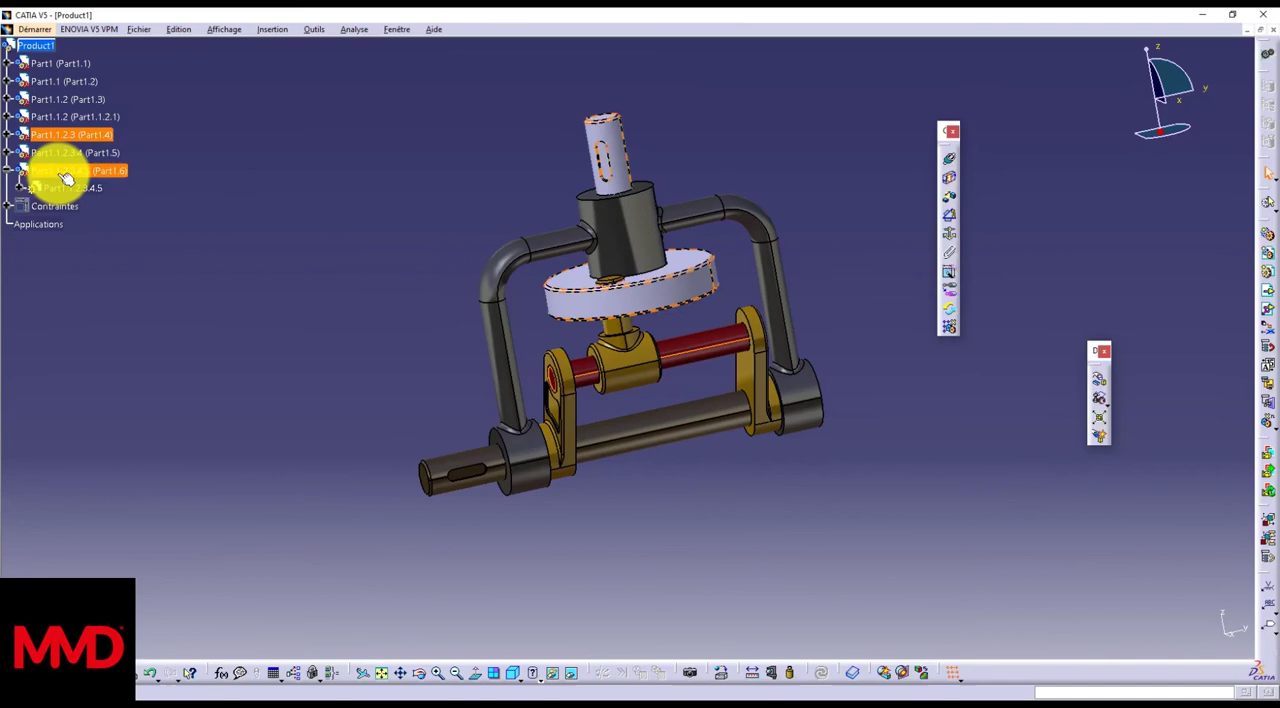 CATIA V5 - [Product1]
Démarrer ENOVIA V5 VPM Fichier Edition Affichage Insertion Outils Analyse Fenêtre Aide
Product1
Part1 (Part1.1)
Part1.1 (Part1.2)
Part1.1.2 (Part1.3)
Part1.1.2 (Part1.1.2.1)
Part1.1.2.3 (Part1.4)
Part1.1.2.3.4 (Part1.5)
(Part1.6)
Contraintes
Applications
z
y
x
z
y
x
MMD
f(x)
ABC
CATIA